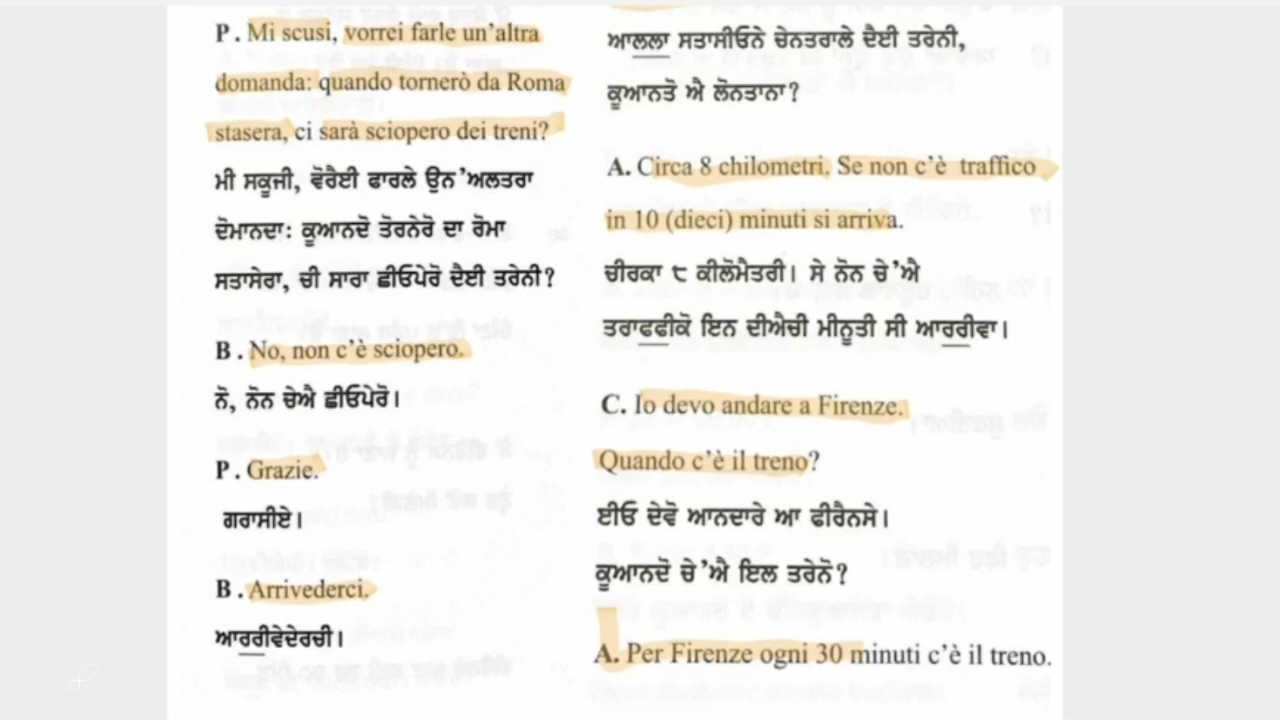 P. Mi scusi, vorrei farle un'altra
domanda: quando tornerò da Roma
stasera, ci sarà sciopero dei treni?
ਮੀ ਸਕੂਜੀ, ਵੋਰੈਈ ਫਾਰਲੇ ਉਨ'ਅਲਤਰਾ
ਦੋਮਾਨਦਾ: ਕੂਆਨਦੋ ਤੋਰਨੇਰੋ ਦਾ ਰੋਮਾ
ਸਤਾਸੇਰਾ, ਚੀ ਸਾਰਾ ਛੀਓਪੇਰੋ ਦੈਈ ਤਰੇਨੀ?
B. No, non c'è sciopero.
ਨੋ, ਨੋਨ ਚੇਐ ਛੀਓਪੇਰੋ।
P. Grazie.
ਗਰਾਸੀਏ।
B. Arrivederci.
ਆਰਰੀਵੇਦੇਰਚੀ।
ਆਲਲਾ ਸਤਾਸੀਓਨੇ ਚੇਨਤਰਾਲੇ ਦੈਈ ਤਰੇਨੀ,
ਕੂਆਨਤੋ ਐ ਲੋਨਤਾਨਾ?
A. Circa 8 chilometri. Se non c'è traffico
in 10 (dieci) minuti si arriva.
ਚੀਰਕਾ ੮ ਕੀਲੋਮੈਤਰੀ। ਸੇ ਨੋਨ ਚੇ'ਐ
ਤਰਾਫਫੀਕੋ ਇਨ ਦੀਐਚੀ ਮੀਨੂਤੀ ਸੀ ਆਰਰੀਵਾ।
C. Io devo andare a Firenze.
Quando c'è il treno?
ਈਓ ਦੇਵੋ ਆਨਦਾਰੇ ਆ ਫੀਰੈਨਸੇ।
ਕੂਆਨਦੋ ਚੇ'ਐ ਇਲ ਤਰੇਨੋ?
A. Per Firenze ogni 30 minuti c'è il treno.